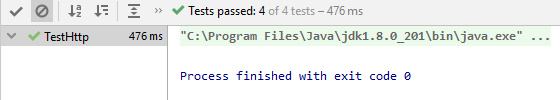 Tests passed: 4 of 4 tests – 476 ms
TestHttp 476 ms
"C:\Program Files\Java\jdk1.8.0_201\bin\java.exe" ...
Process finished with exit code 0